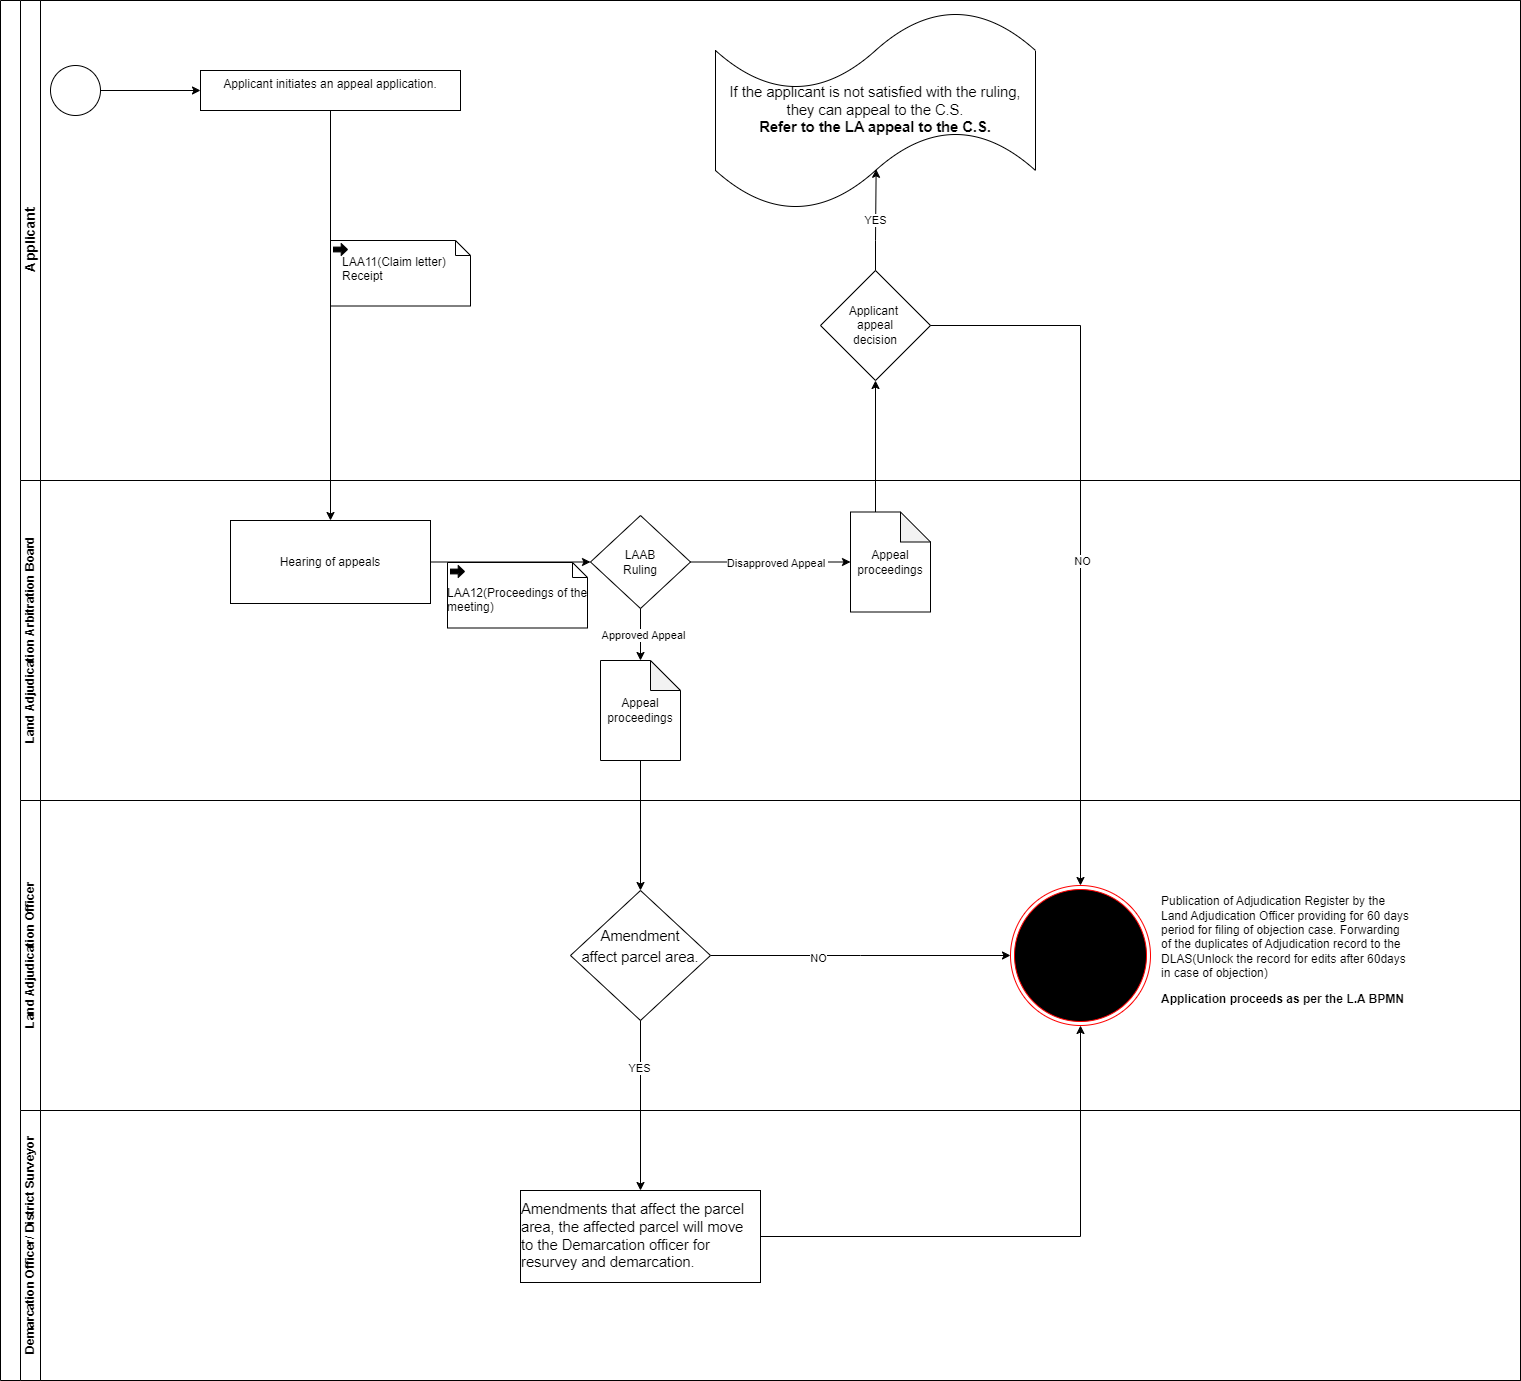 Applicant
Applicant initiates an appeal application.
If the applicant is not satisfied with the ruling,
they can appeal to the C.S.
Refer to the LA appeal to the C.S.
YES
LAA11(Claim letter)
Receipt
Applicant
appeal
decision
Land Adjudication Arbitration Board
Hearing of appeals
LAA12(Proceedings of the
meeting)
LAAB
Ruling
Disapproved Appeal
Appeal
proceedings
NO
Approved Appeal
Appeal
proceedings
Land Adjudication Officer
Amendment
affect parcel area.
NO
Publication of Adjudication Register by the
Land Adjudication Officer providing for 60 days
period for filing of objection case. Forwarding
of the duplicates of Adjudication record to the
DLAS(Unlock the record for edits after 60days
in case of objection)
Application proceeds as per the L.A BPMN
YES
Demarcation Officer/ District Surveyor
Amendments that affect the parcel
area, the affected parcel will move
to the Demarcation officer for
resurvey and demarcation.